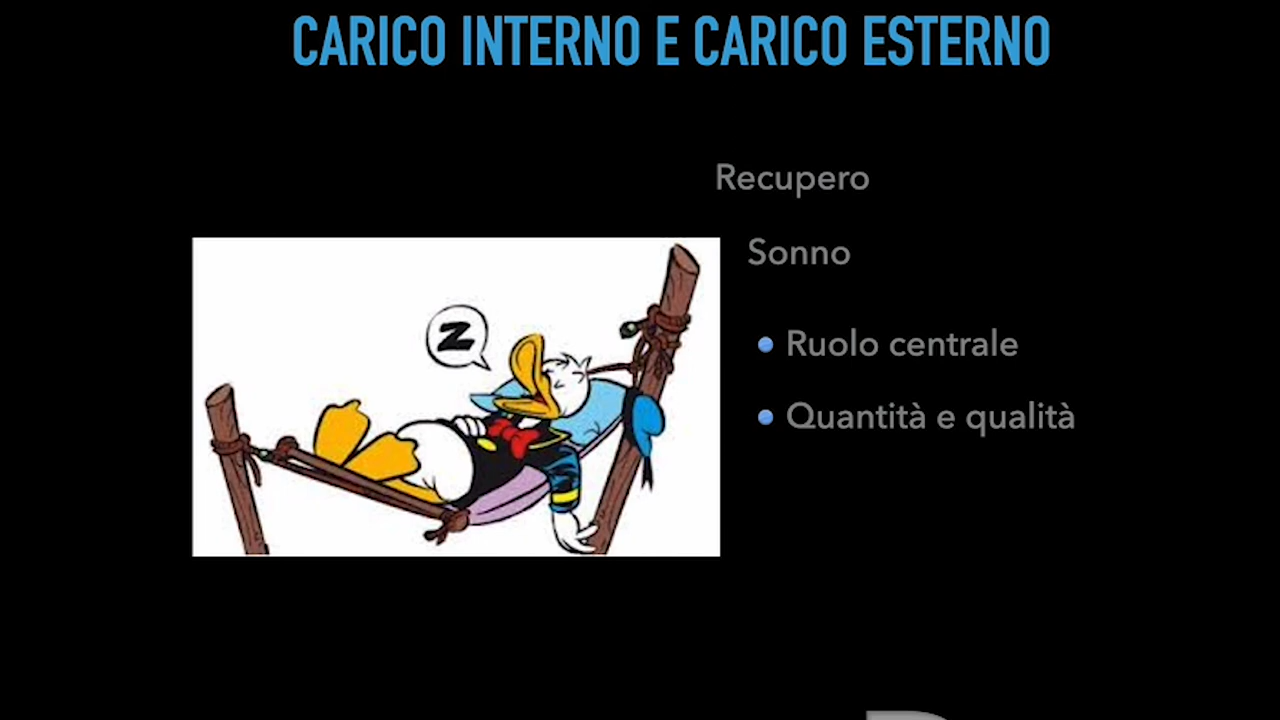 CARICO INTERNO E CARICO ESTERNO
Recupero
Sonno
Z
Ruolo centrale
Quantità e qualità